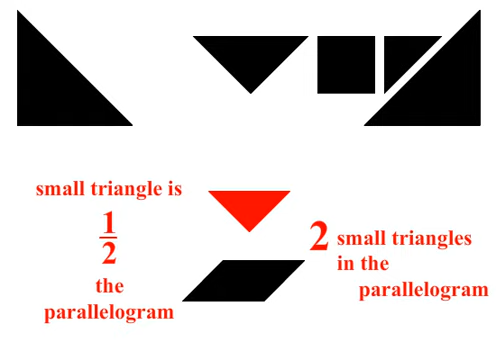 small triangle is
1
2
the
parallelogram
2 small triangles
in the
parallelogram